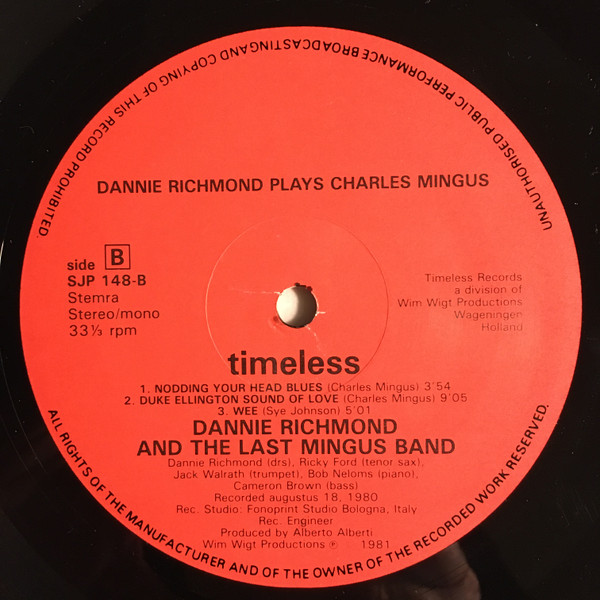 UNAUTHORISED PUBLIC PERFORMANCE BROADCASTING AND COPYING OF THIS RECORD PROHIBITED.
DANNIE RICHMOND PLAYS CHARLES MINGUS
side B
SJP 148-B
Stemra
Stereo/mono
33⅓ rpm
Timeless Records
a division of
Wim Wigt Productions
Wageningen
Holland
timeless
1. NODDING YOUR HEAD BLUES (Charles Mingus) 3'54
2. DUKE ELLINGTON SOUND OF LOVE (Charles Mingus) 9'05
3. WEE (Sye Johnson) 5'01
DANNIE RICHMOND
AND THE LAST MINGUS BAND
Dannie Richmond (drs), Ricky Ford (tenor sax),
Jack Walrath (trumpet), Bob Neloms (piano),
Cameron Brown (bass)
Recorded augustus 18, 1980
Rec. Studio: Fonoprint Studio Bologna, Italy
Rec. Engineer
Produced by Alberto Alberti
Wim Wigt Productions ℗ 1981
ALL RIGHTS OF THE MANUFACTURER AND OF THE OWNER OF THE RECORDED WORK RESERVED.